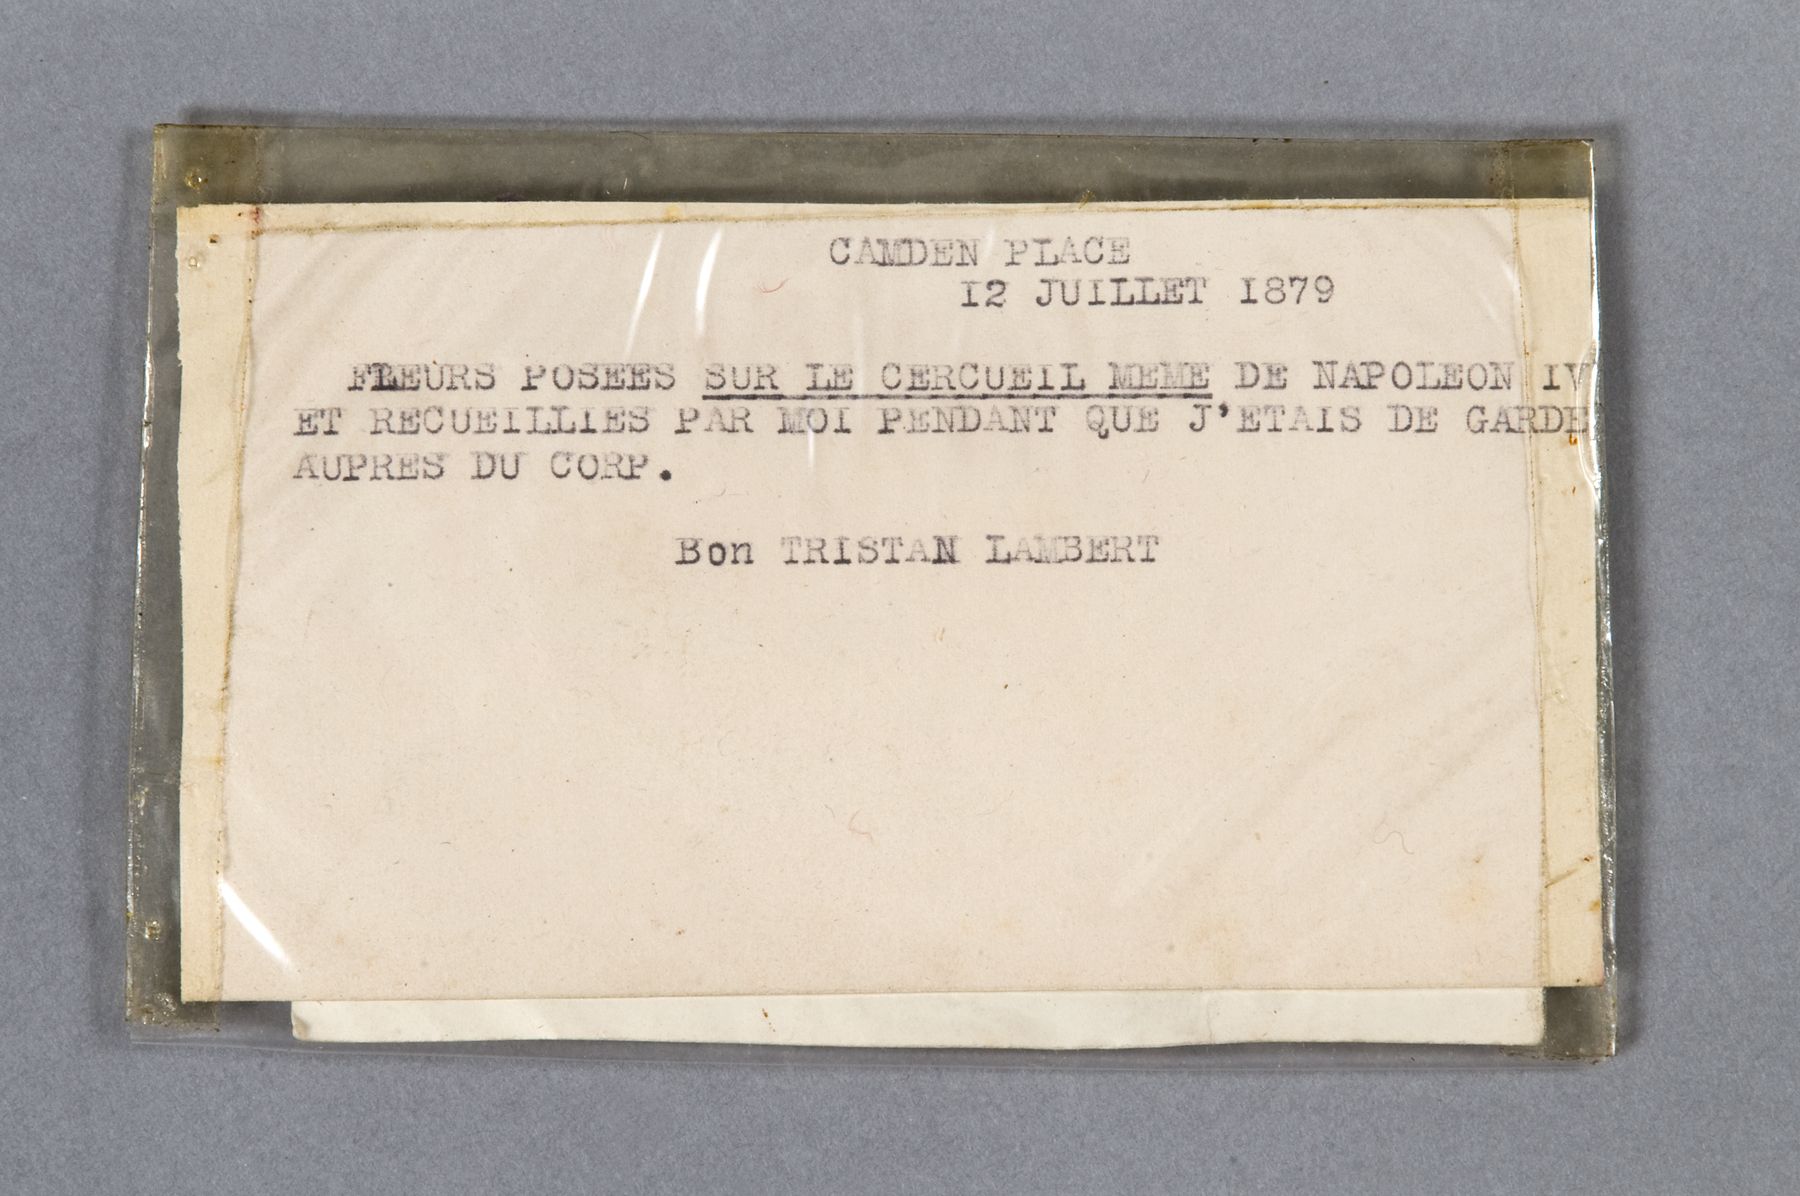 CAMDEN PLACE
12 JUILLET 1879
FLEURS POSEES SUR LE CERCUEIL MEME DE NAPOLEON IV
ET RECUEILLIES PAR MOI PENDANT QUE J'ETAIS DE GARDE
AUPRES DU CORP.
Bon TRISTAN LAMBERT